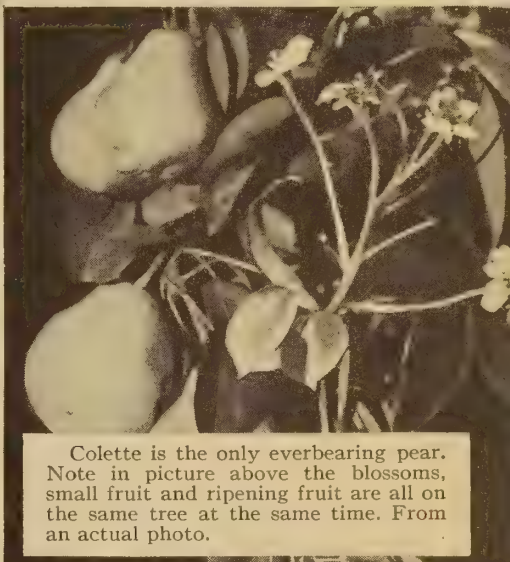 Colette is the only everbearing pear.
Note in picture above the blossoms,
small fruit and ripening fruit are all on
the same tree at the same time. From
an actual photo.